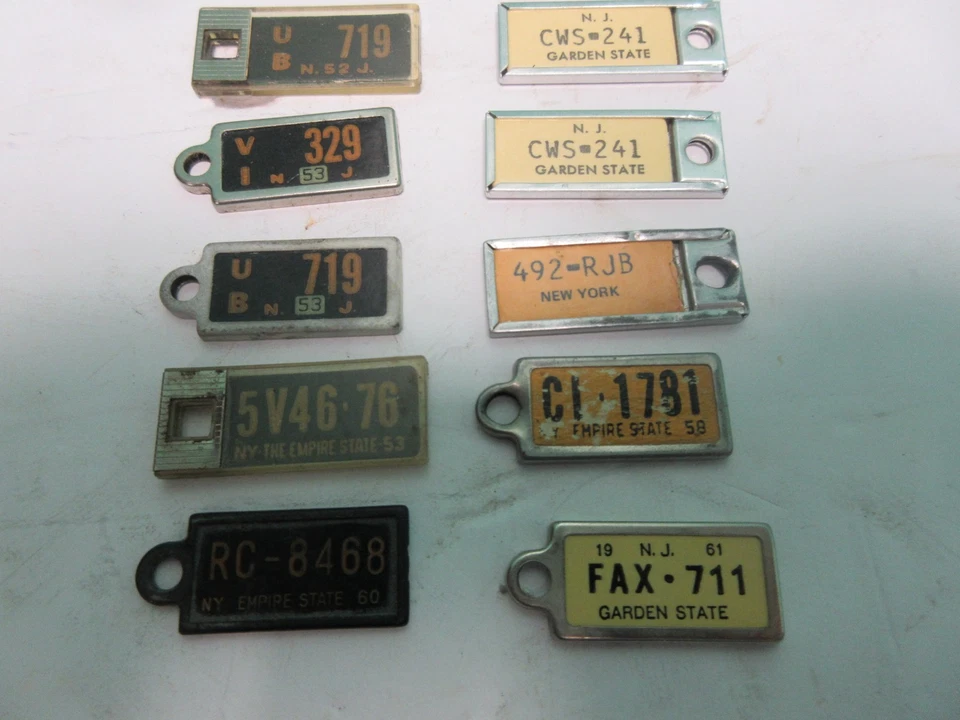 U 719
B N. 52 J.
V 329
I N. 53 J
U 719
B N. 53 J.
5V46·76
NY·THE EMPIRE STATE·53
RC-8468
NY EMPIRE STATE 60
N. J.
CWS-241
GARDEN STATE
N. J.
CWS-241
GARDEN STATE
492-RJB
NEW YORK
CI·1781
NY EMPIRE STATE 58
19 N.J. 61
FAX·711
GARDEN STATE